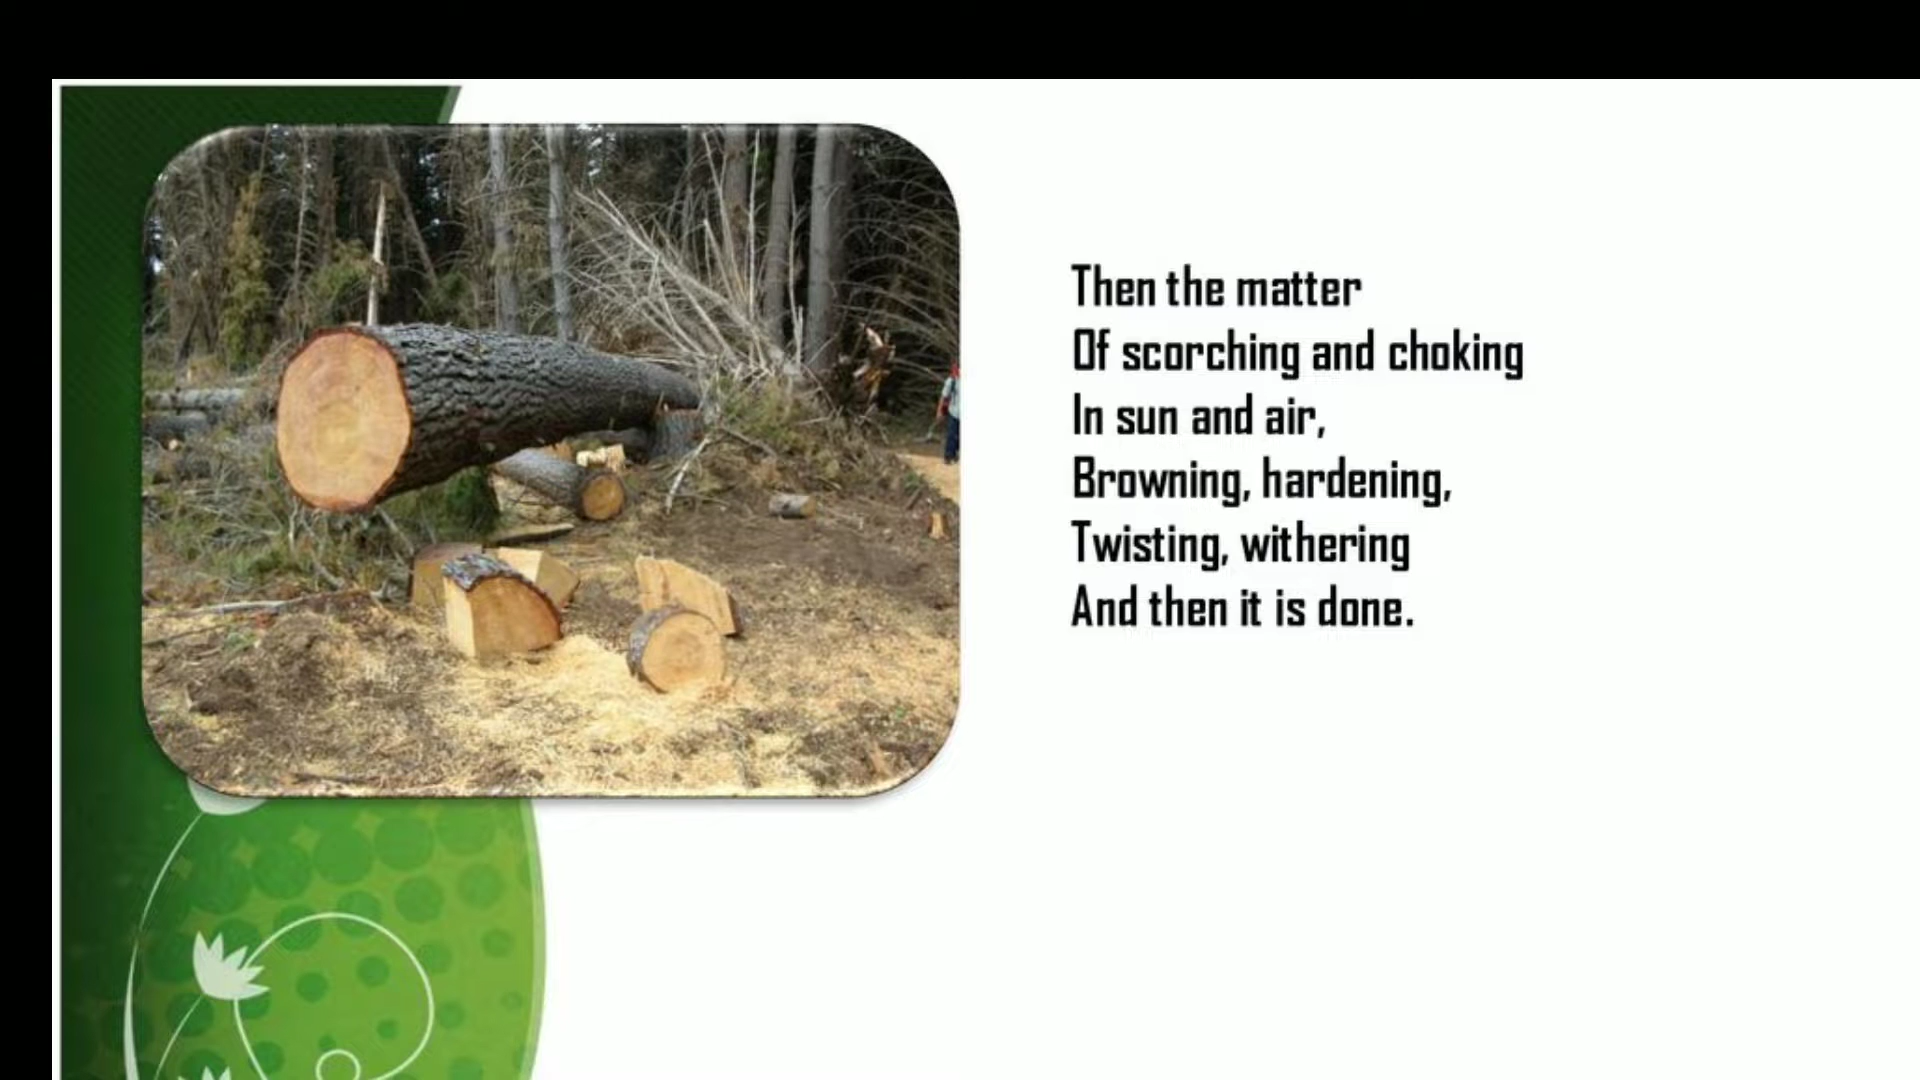 Then the matter
Of scorching and choking
In sun and air,
Browning, hardening,
Twisting, withering
And then it is done.